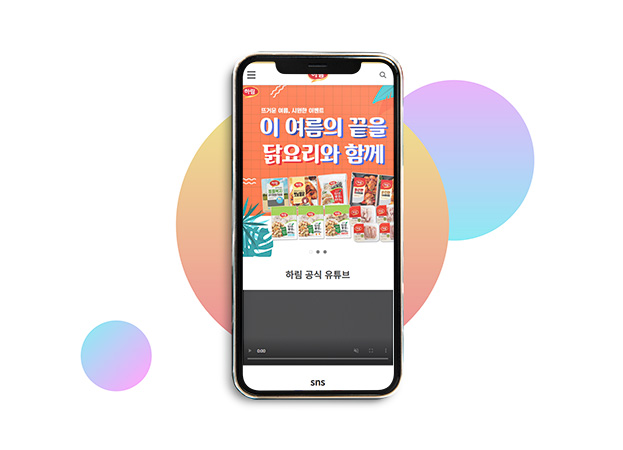 하림
하림
뜨거운 여름, 시원한 이벤트
이 여름의 끝을
닭요리와 함께
하림 공식 유튜브
0:00
sns